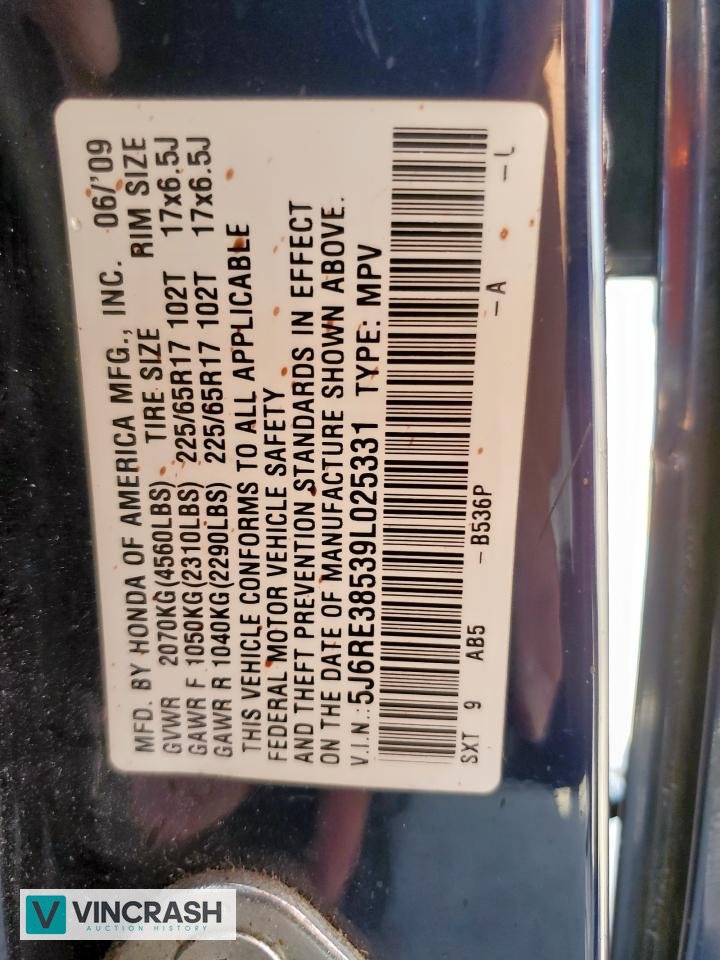 MFD. BY HONDA OF AMERICA MFG., INC. 06/'09
GVWR 2070KG(4560LBS) TIRE SIZE RIM SIZE
GAWR F 1050KG(2310LBS) 225/65R17 102T 17x6.5J
GAWR R 1040KG(2290LBS) 225/65R17 102T 17x6.5J
THIS VEHICLE CONFORMS TO ALL APPLICABLE
FEDERAL MOTOR VEHICLE SAFETY
AND THEFT PREVENTION STANDARDS IN EFFECT
ON THE DATE OF MANUFACTURE SHOWN ABOVE.
V.I.N.:5J6RE38539L025331 TYPE: MPV
SXT 9 AB5 -B536P -A -L
V VINCRASH
AUCTION HISTORY